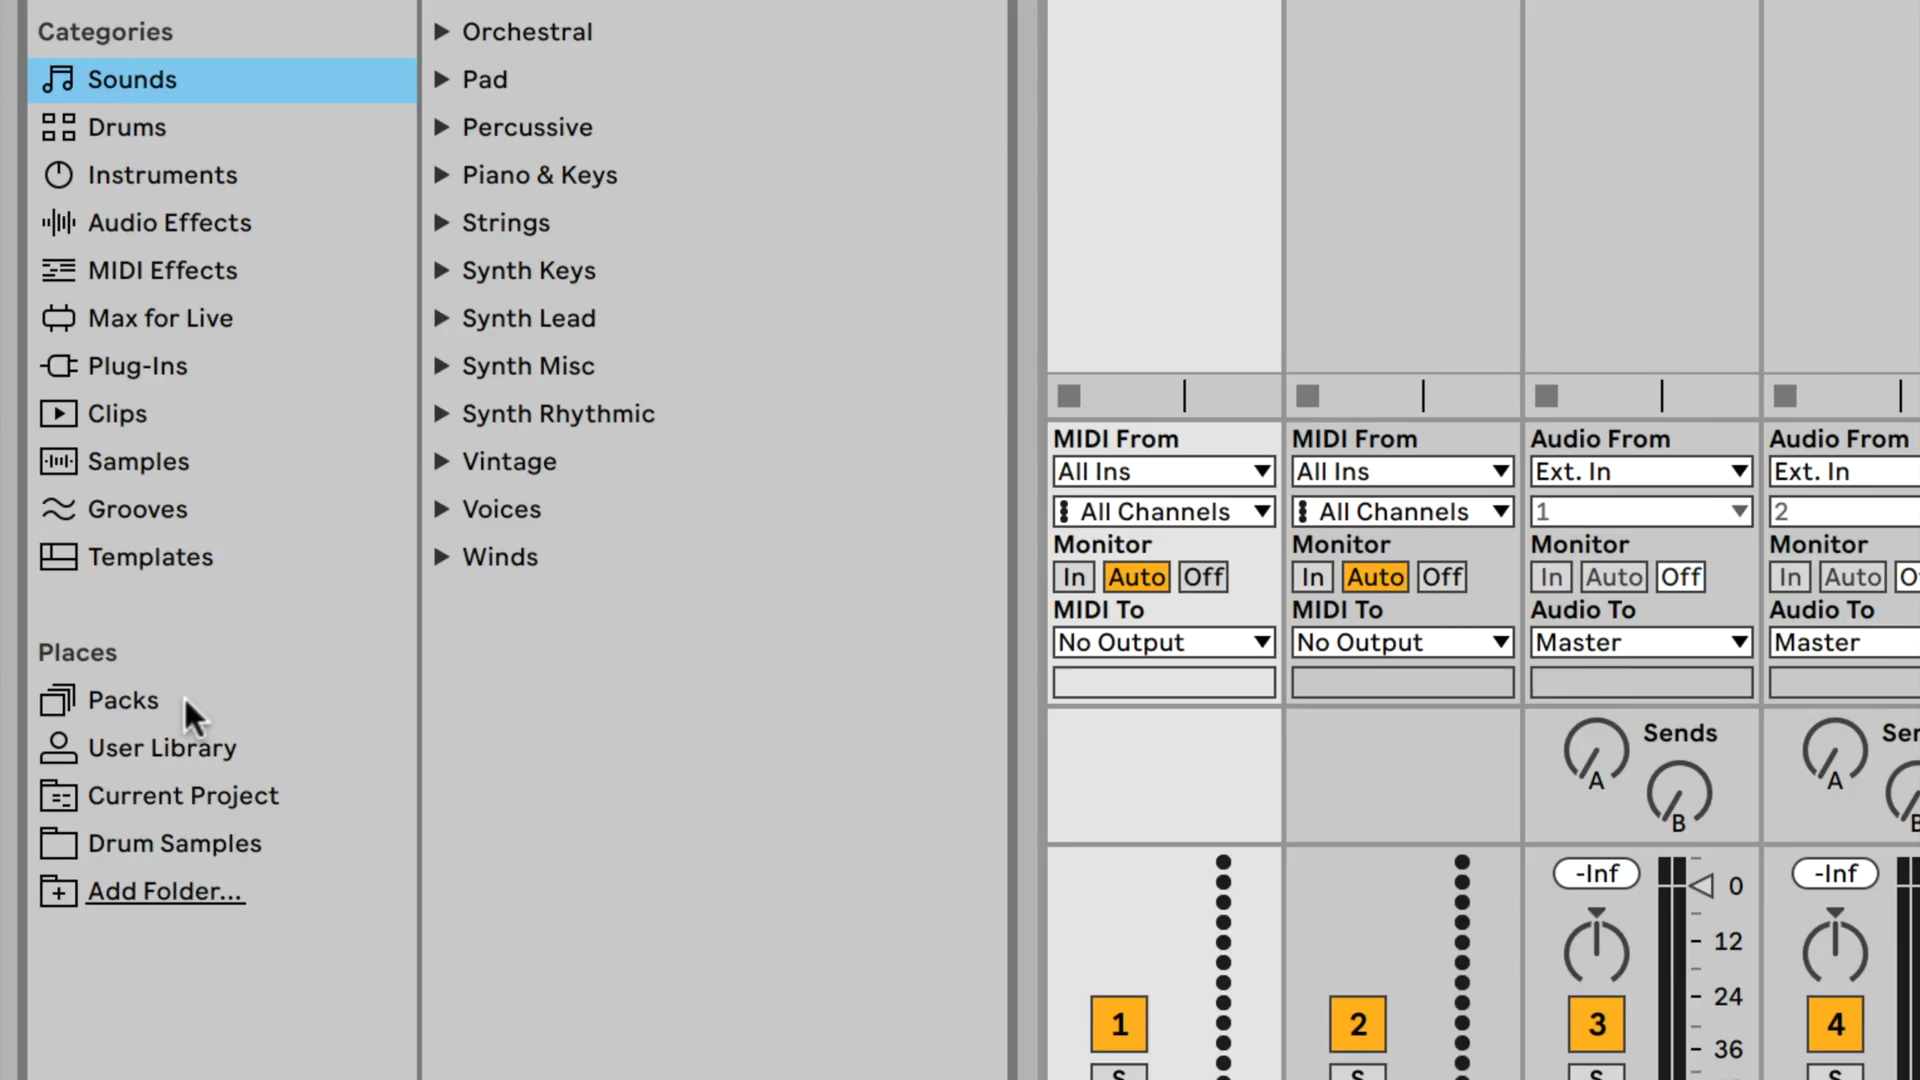 Categories
Sounds
Drums
Instruments
Audio Effects
MIDI Effects
Max for Live
Plug-Ins
Clips
Samples
Grooves
Templates
Places
Packs
User Library
Current Project
Drum Samples
Add Folder...
Orchestral
Pad
Percussive
Piano & Keys
Strings
Synth Keys
Synth Lead
Synth Misc
Synth Rhythmic
Vintage
Voices
Winds
MIDI From
All Ins
All Channels
Monitor
In Auto Off
MIDI To
No Output
1
S
MIDI From
All Ins
All Channels
Monitor
In Auto Off
MIDI To
No Output
2
S
Audio From
Ext. In
1
Monitor
In Auto Off
Audio To
Master
Sends
A
B
-Inf
0
12
24
36
3
S
Audio From
Ext. In
2
Monitor
In Auto
Audio To
Master
A
B
-Inf
4
S